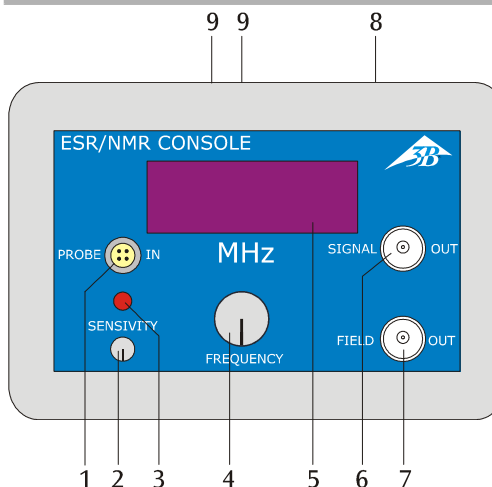 9 9 8
ESR/NMR CONSOLE
3B
PROBE IN
MHz
SIGNAL OUT
SENSIVITY
FREQUENCY
FIELD OUT
1 2 3 4 5 6 7